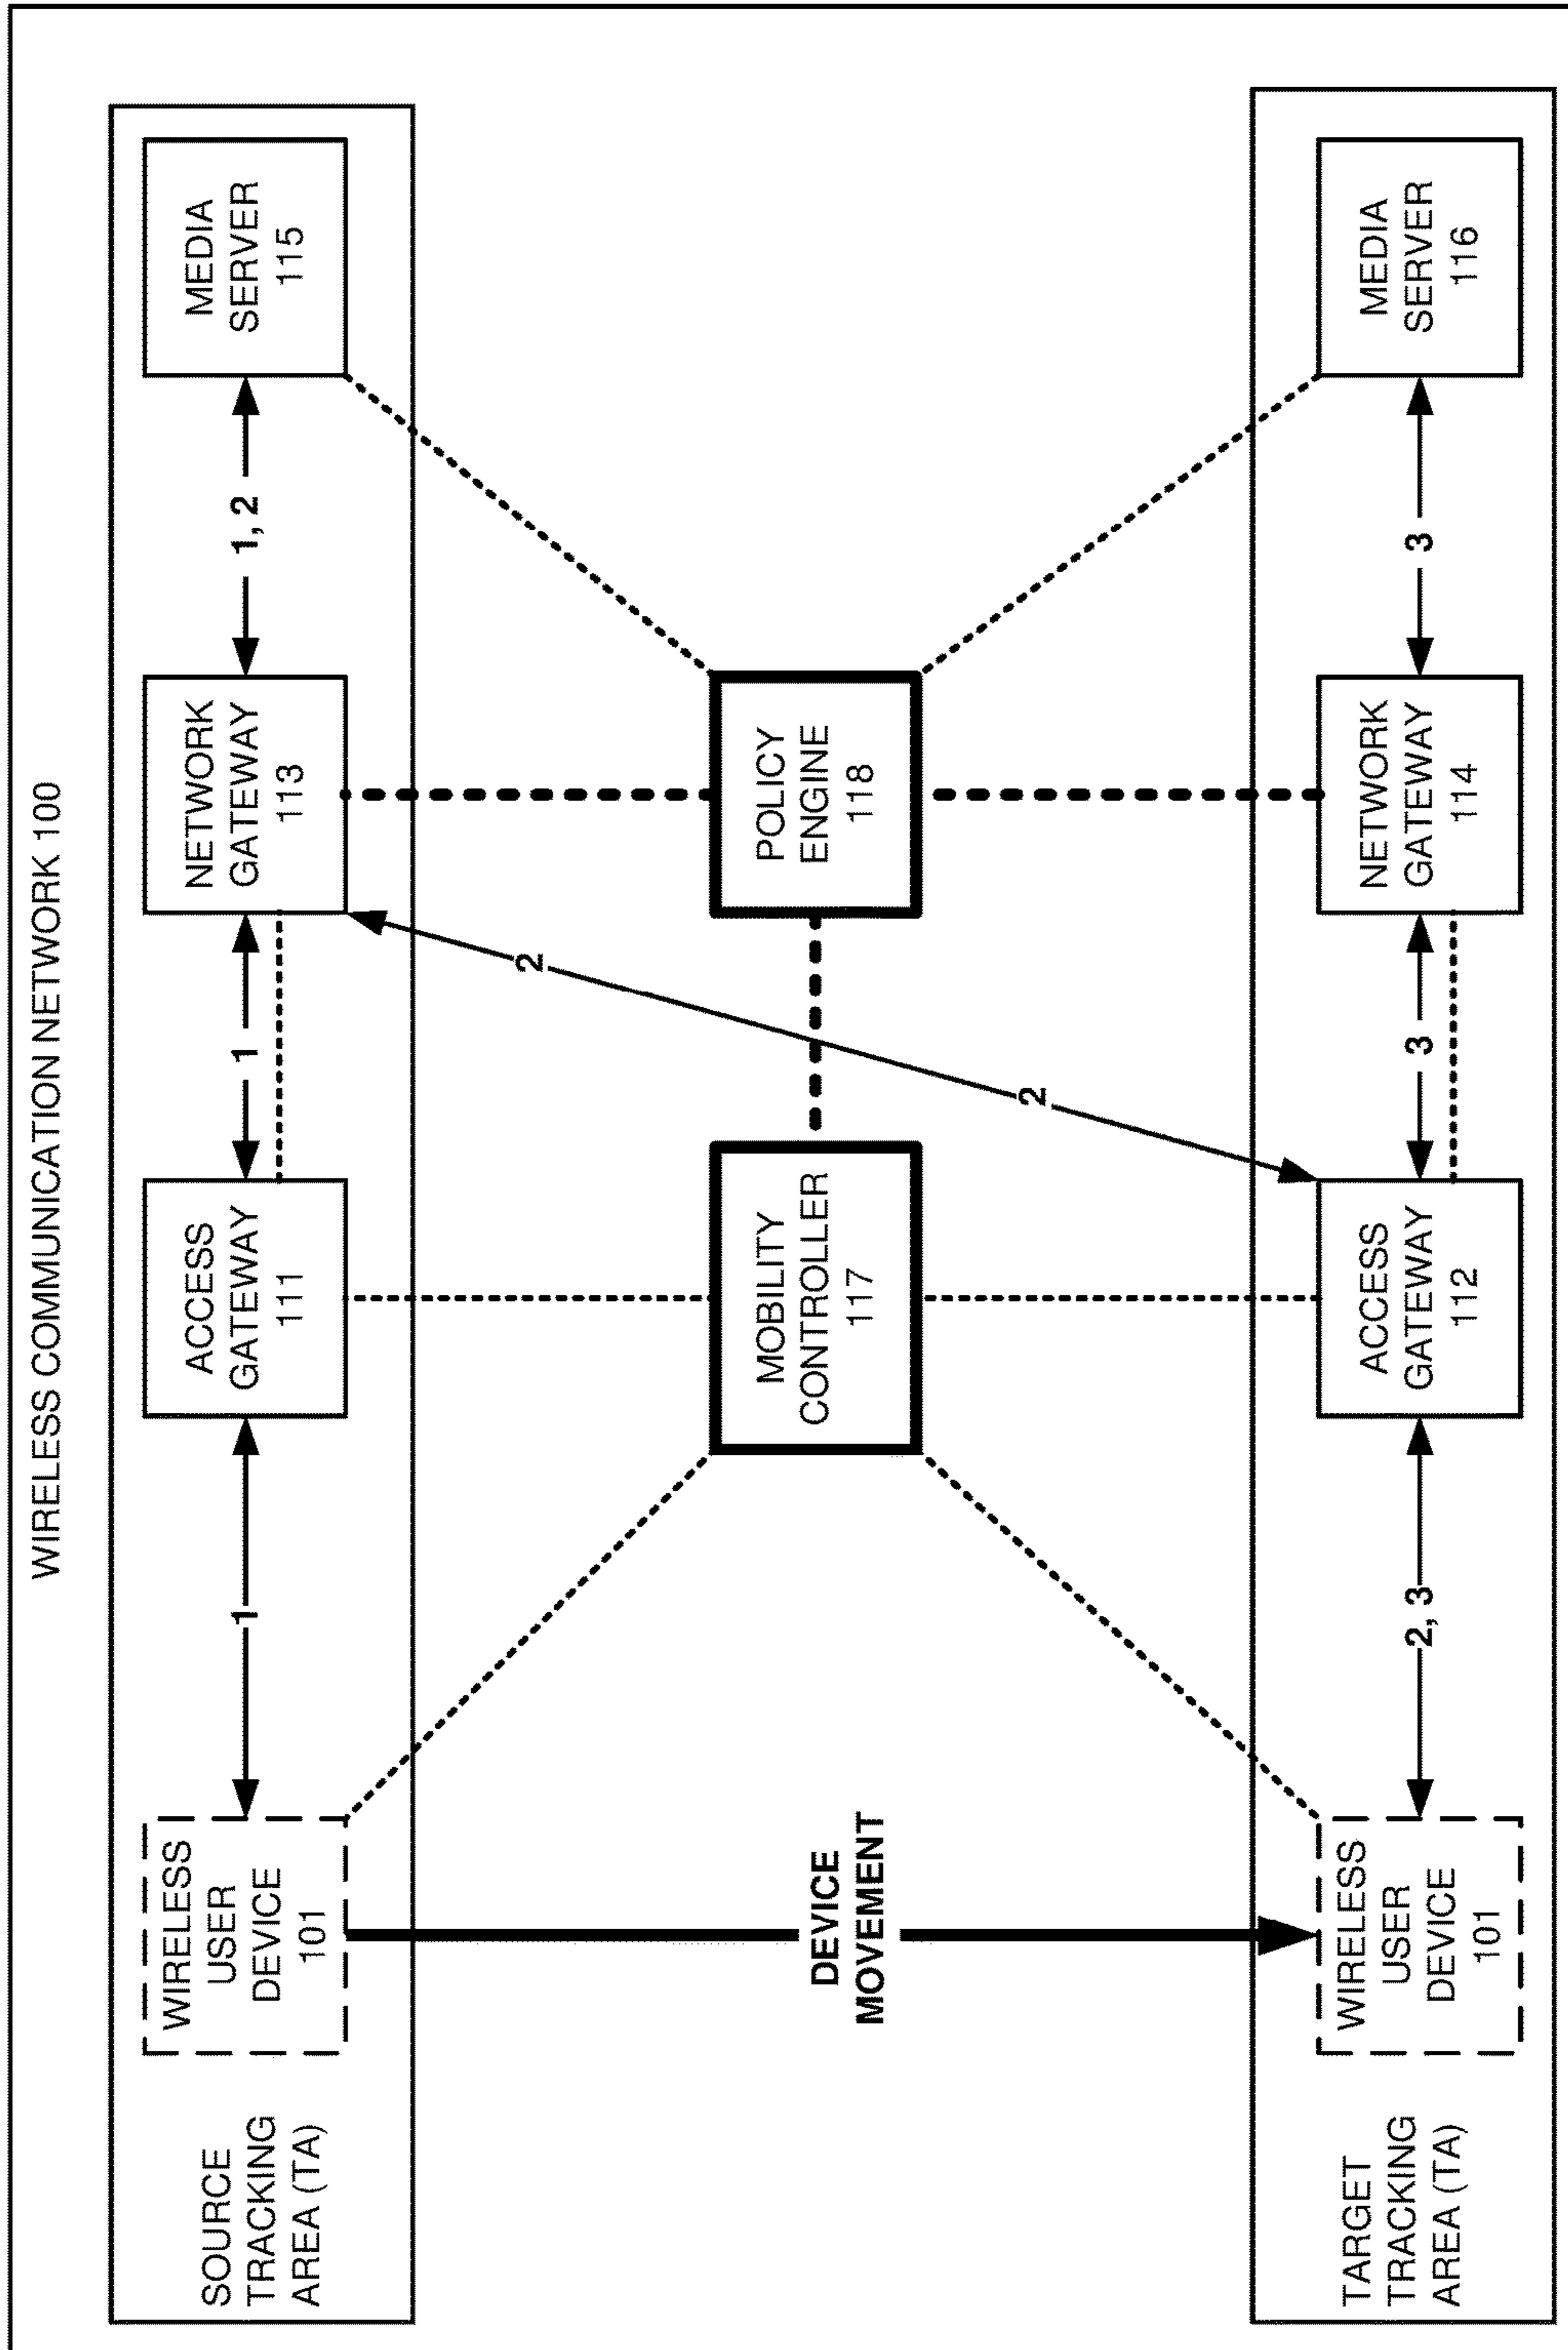 WIRELESS COMMUNICATION NETWORK 100
SOURCE
TRACKING
AREA (TA)
WIRELESS
USER
DEVICE
101
1
ACCESS
GATEWAY
111
1
NETWORK
GATEWAY
113
1, 2
MEDIA
SERVER
115
DEVICE
MOVEMENT
MOBILITY
CONTROLLER
117
2
2
POLICY
ENGINE
118
TARGET
TRACKING
AREA (TA)
WIRELESS
USER
DEVICE
101
2, 3
ACCESS
GATEWAY
112
3
NETWORK
GATEWAY
114
3
MEDIA
SERVER
116